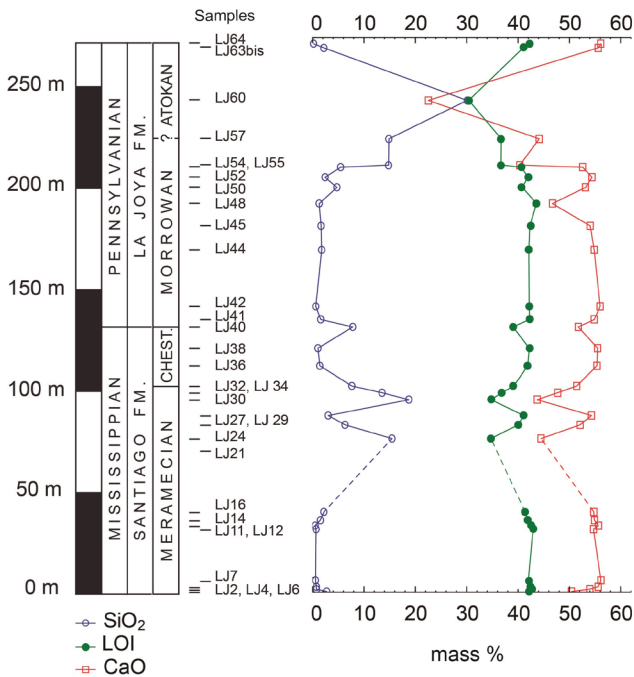 Samples
0 10 20 30 40 50 60
LJ64
LJ63bis
250 m
LJ60
LJ57
LJ54, LJ55
LJ52
200 m
LJ50
LJ48
LJ45
LJ44
150 m
LJ42
LJ41
LJ40
LJ38
LJ36
100 m
LJ32, LJ 34
LJ30
LJ27, LJ 29
LJ24
LJ21
50 m
LJ16
LJ14
LJ11, LJ12
LJ7
0 m
LJ2, LJ4, LJ6
PENNSYLVANIAN
MISSISSIPPIAN
LA JOYA FM.
SANTIAGO FM.
? ATOKAN
MORROWAN
CHEST.
MERAMECIAN
0 10 20 30 40 50 60
mass %
SiO₂
LOI
CaO